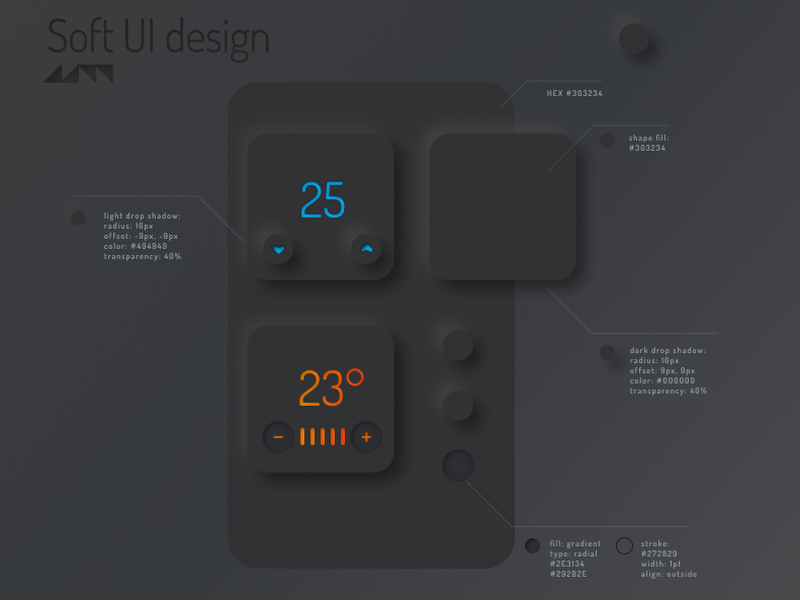 Soft UI design
HEX #303234
shape fill:
#303234
25
light drop shadow:
radius: 16px
offset: -9px, -9px
color: #494949
transparency: 40%
dark drop shadow:
radius: 16px
offset: 9px, 9px
color: #000000
transparency: 40%
23°
− +
fill: gradient
type: radial
#2E3134
#292B2E
stroke:
#272829
width: 1pt
align: outside